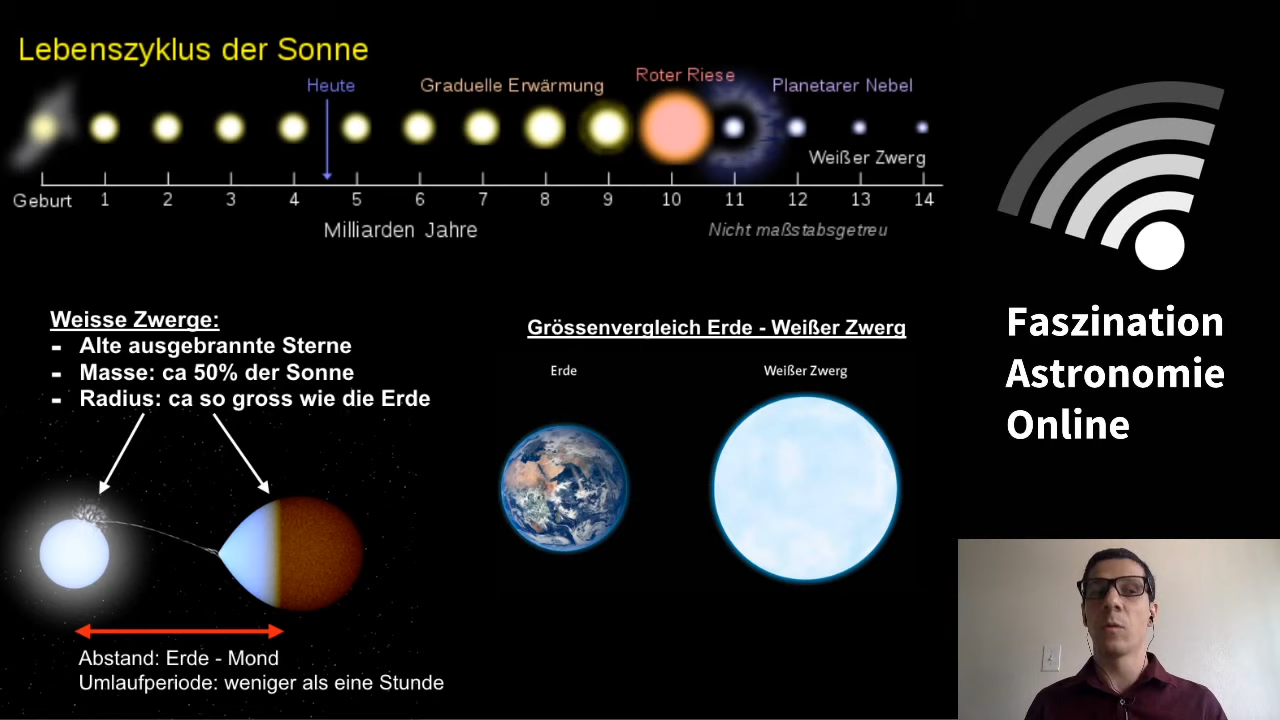 Lebenszyklus der Sonne
Heute
Graduelle Erwärmung
Roter Riese
Planetarer Nebel
Weißer Zwerg
Geburt 1 2 3 4 5 6 7 8 9 10 11 12 13 14
Milliarden Jahre
Nicht maßstabsgetreu
Weisse Zwerge:
- Alte ausgebrannte Sterne
- Masse: ca 50% der Sonne
- Radius: ca so gross wie die Erde
Abstand: Erde - Mond
Umlaufperiode: weniger als eine Stunde
Grössenvergleich Erde - Weißer Zwerg
Erde
Weißer Zwerg
Faszination
Astronomie
Online